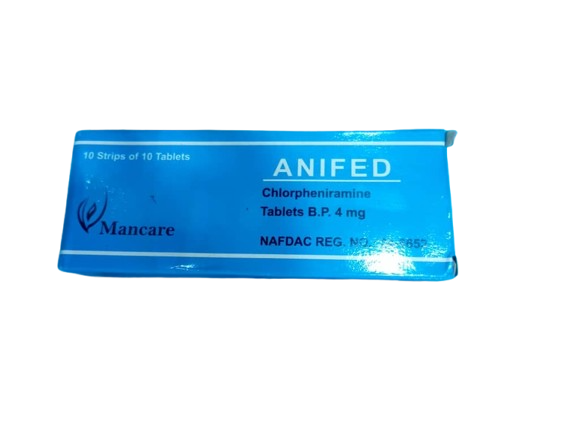 10 Strips of 10 Tablets
ANIFED
Chlorpheniramine
Tablets B.P. 4 mg
Mancare
NAFDAC REG. NO.